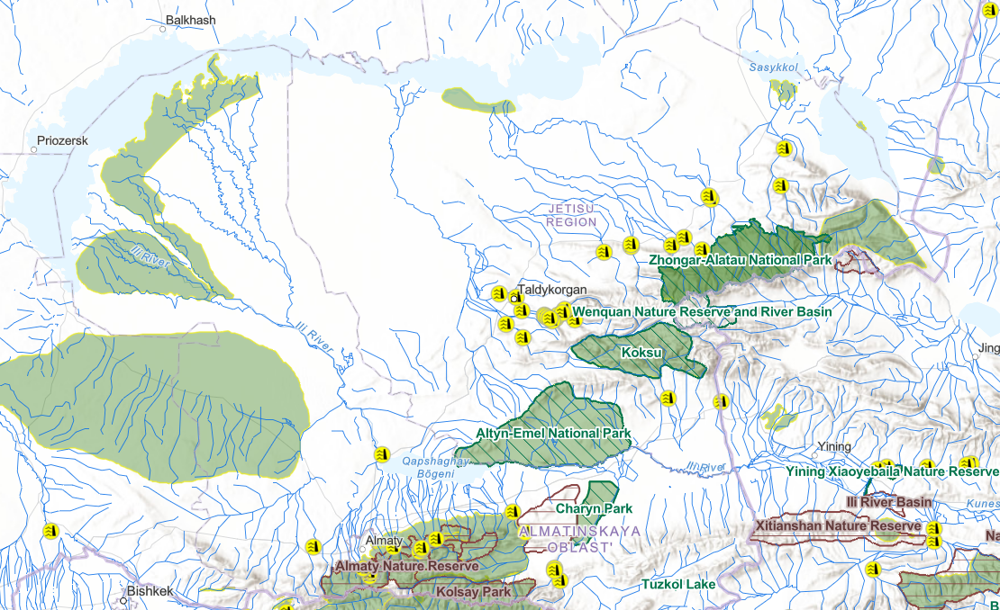 Balkhash
Sasykkol
Priozersk
JETISU
REGION
Ili River
Zhongar-Alatau National Park
Taldykorgan
Wenquan Nature Reserve and River Basin
Ili River
Koksu
Jing
Altyn-Emel National Park
Yining
Qapshaghay
Bögeni
Ili River
Yining Xiaoyebaila Nature Reserve
Ili River Basin
Kunes
Charyn Park
Xitianshan Nature Reserve
ALMATINSKAYA
OBLAST'
Na
Almaty
Almaty Nature Reserve
Tuzkol Lake
Bishkek
Kolsay Park
B